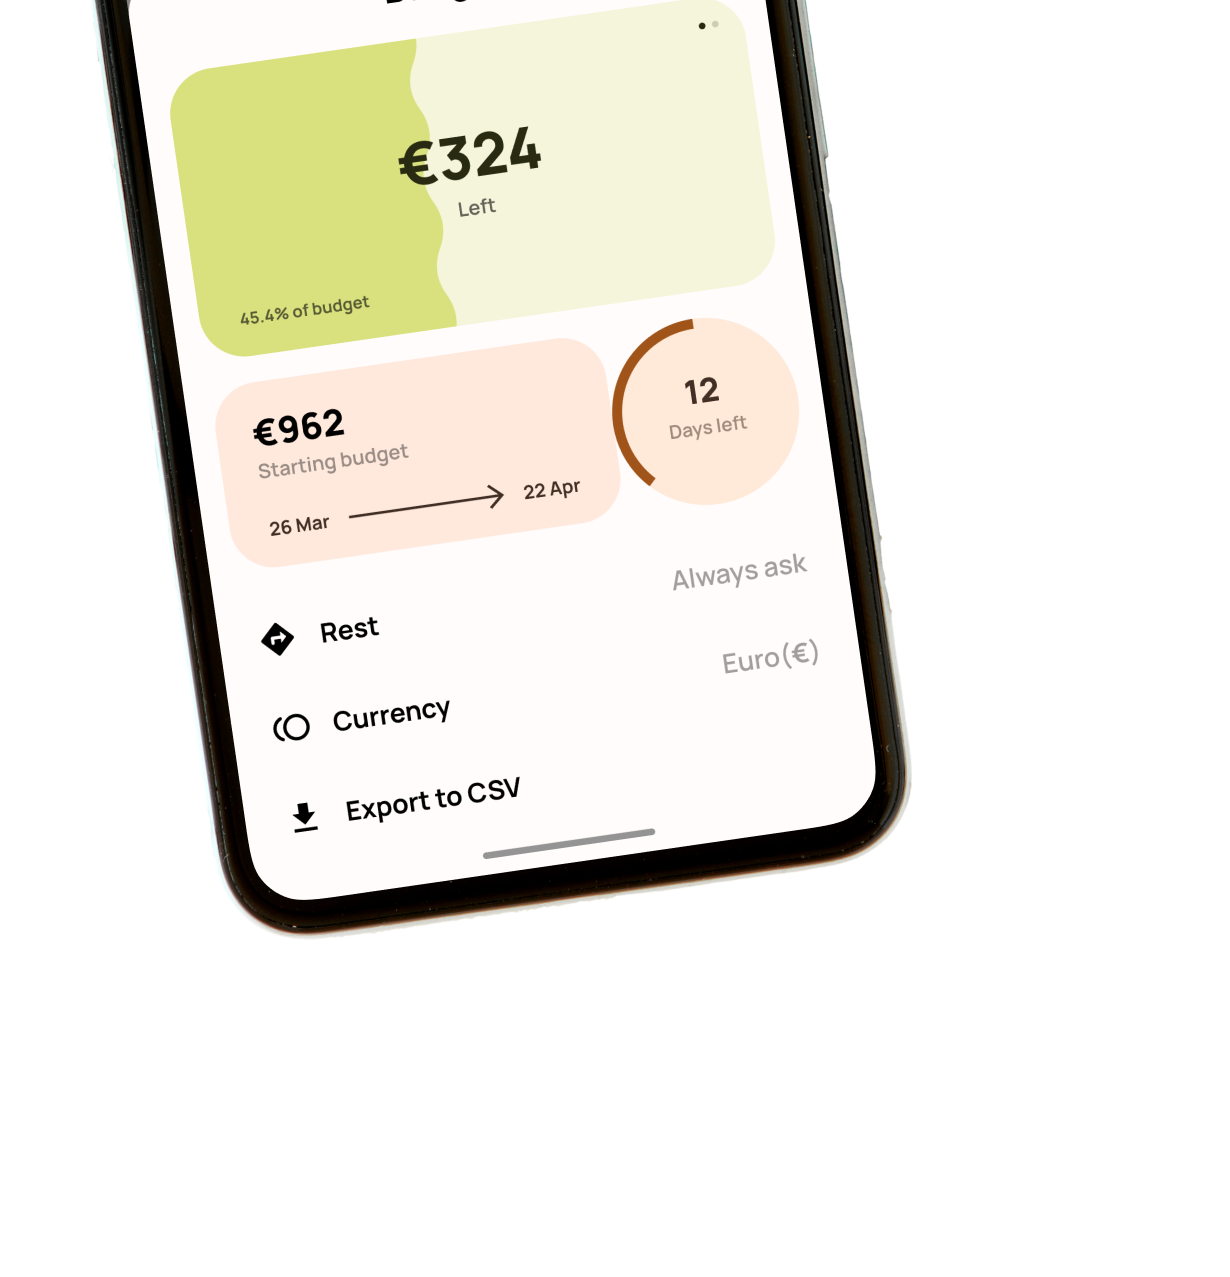 €324
Left
45.4% of budget
€962
Starting budget
26 Mar
22 Apr
12
Days left
Rest
Always ask
Currency
Euro(€)
Export to CSV